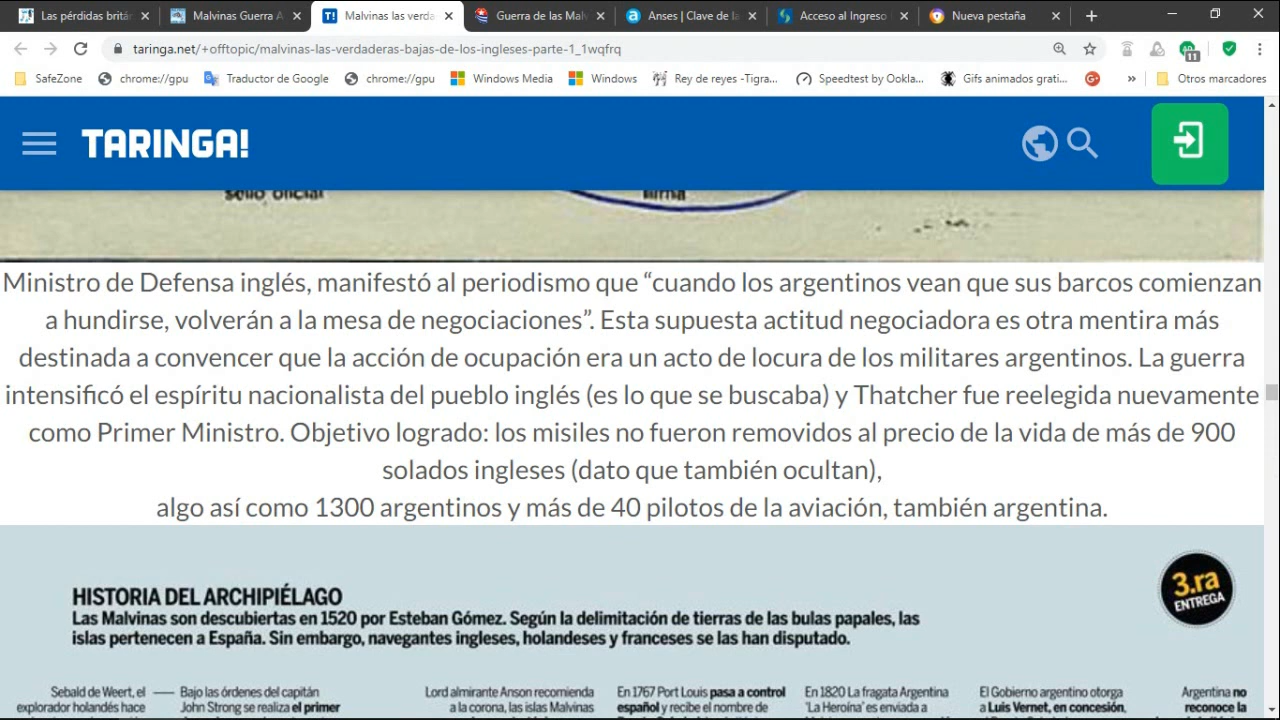 Las pérdidas britár
Malvinas Guerra A
Malvinas las verda
Guerra de las Mal
Anses | Clave de la
Acceso al Ingreso
Nueva pestaña
taringa.net/+offtopic/malvinas-las-verdaderas-bajas-de-los-ingleses-parte-1_1wqfrq
11
SafeZone
chrome://gpu
Traductor de Google
chrome://gpu
Windows Media
Windows
Rey de reyes -Tigra...
Speedtest by Ookla...
Gifs animados grati...
»
Otros marcadores
TARINGA!
sello oficial
firma
Ministro de Defensa inglés, manifestó al periodismo que “cuando los argentinos vean que sus barcos comienzan
a hundirse, volverán a la mesa de negociaciones”. Esta supuesta actitud negociadora es otra mentira más
destinada a convencer que la acción de ocupación era un acto de locura de los militares argentinos. La guerra
intensificó el espíritu nacionalista del pueblo inglés (es lo que se buscaba) y Thatcher fue reelegida nuevamente
como Primer Ministro. Objetivo logrado: los misiles no fueron removidos al precio de la vida de más de 900
solados ingleses (dato que también ocultan),
algo así como 1300 argentinos y más de 40 pilotos de la aviación, también argentina.
HISTORIA DEL ARCHIPIÉLAGO
Las Malvinas son descubiertas en 1520 por Esteban Gómez. Según la delimitación de tierras de las bulas papales, las
islas pertenecen a España. Sin embargo, navegantes ingleses, holandeses y franceses se las han disputado.
3.ra
ENTREGA
Sebald de Weert, el
explorador holandés hace
Bajo las órdenes del capitán
John Strong se realiza el primer
Lord almirante Anson recomienda
a la corona, las islas Malvinas
En 1767 Port Louis pasa a control
español y recibe el nombre de
En 1820 La fragata Argentina
'La Heroína' es enviada a
El Gobierno argentino otorga
a Luis Vernet, en concesión,
Argentina no
reconoce la